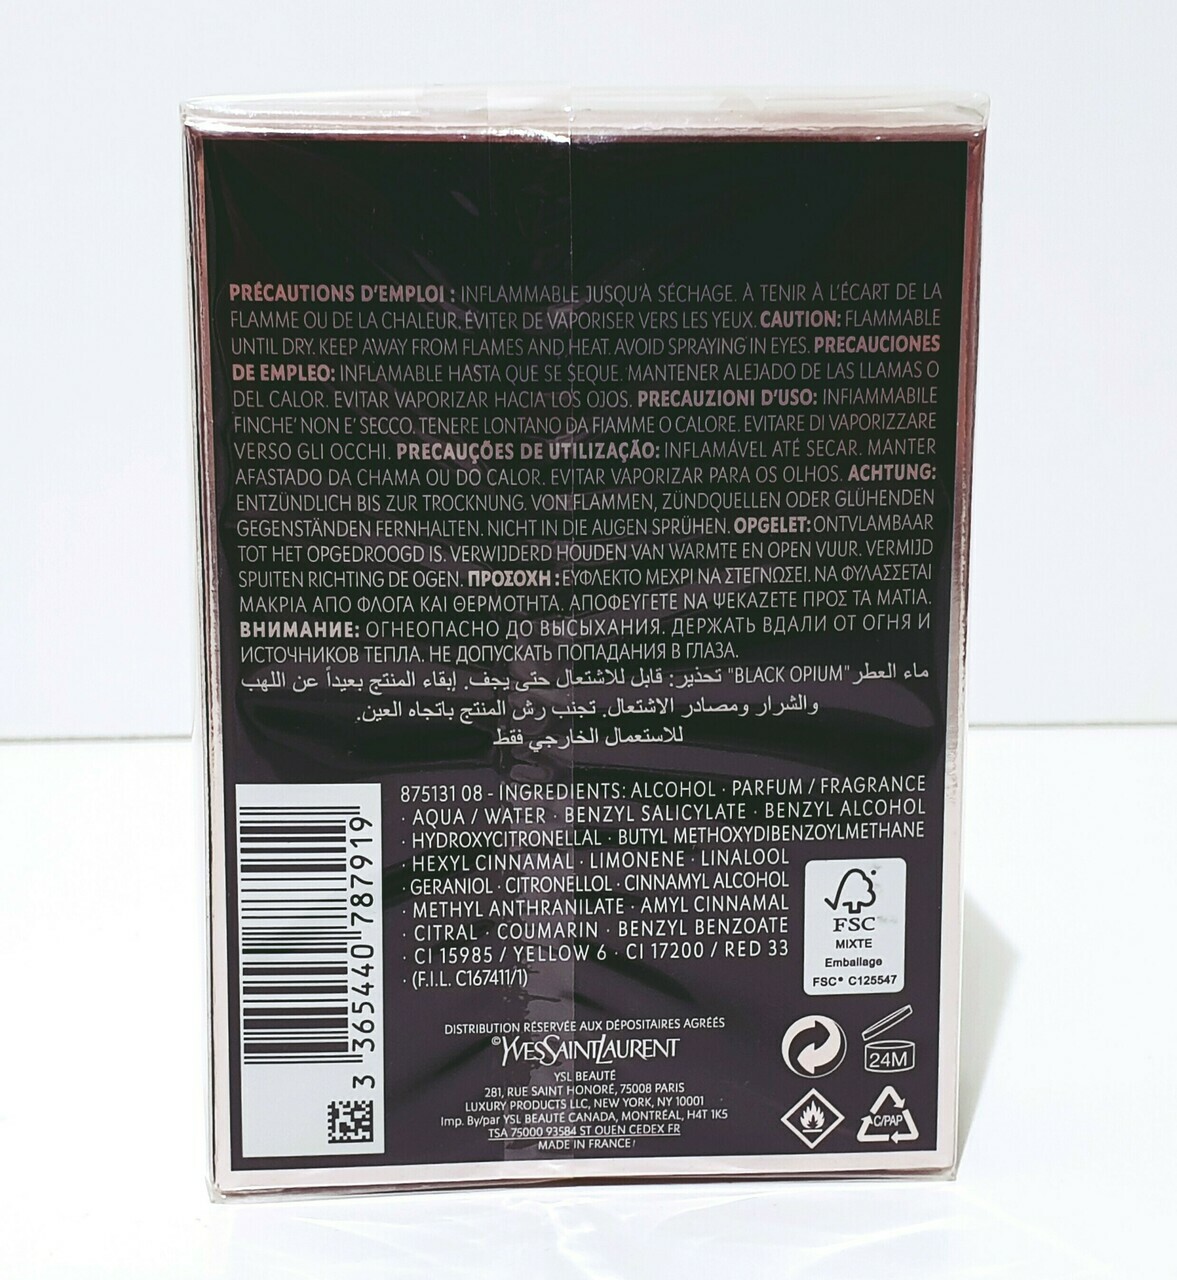 PRÉCAUTIONS D'EMPLOI : INFLAMMABLE JUSQU'À SÉCHAGE. À TENIR À L'ÉCART DE LA
FLAMME OU DE LA CHALEUR. ÉVITER DE VAPORISER VERS LES YEUX. CAUTION: FLAMMABLE
UNTIL DRY. KEEP AWAY FROM FLAMES AND HEAT. AVOID SPRAYING IN EYES. PRECAUCIONES
DE EMPLEO: INFLAMABLE HASTA QUE SE SEQUE. MANTENER ALEJADO DE LAS LLAMAS O
DEL CALOR. EVITAR VAPORIZAR HACIA LOS OJOS. PRECAUZIONI D'USO: INFIAMMABILE
FINCHE' NON E' SECCO. TENERE LONTANO DA FIAMME O CALORE. EVITARE DI VAPORIZZARE
VERSO GLI OCCHI. PRECAUÇÕES DE UTILIZAÇÃO: INFLAMÁVEL ATÉ SECAR. MANTER
AFASTADO DA CHAMA OU DO CALOR. EVITAR VAPORIZAR PARA OS OLHOS. ACHTUNG:
ENTZÜNDLICH BIS ZUR TROCKNUNG. VON FLAMMEN, ZÜNDQUELLEN ODER GLÜHENDEN
GEGENSTÄNDEN FERNHALTEN. NICHT IN DIE AUGEN SPRÜHEN. OPGELET: ONTVLAMBAAR
TOT HET OPGEDROOGD IS. VERWIJDERD HOUDEN VAN WARMTE EN OPEN VUUR. VERMIJD
SPUITEN RICHTING DE OGEN. ΠΡΟΣΟΧΗ : ΕΥΦΛΕΚΤΟ ΜΕΧΡΙ ΝΑ ΣΤΕΓΝΩΣΕΙ. ΝΑ ΦΥΛΑΣΣΕΤΑΙ
ΜΑΚΡΙΑ ΑΠΟ ΦΛΟΓΑ ΚΑΙ ΘΕΡΜΟΤΗΤΑ. ΑΠΟΦΕΥΓΕΤΕ ΝΑ ΨΕΚΑΖΕΤΕ ΠΡΟΣ ΤΑ ΜΑΤΙΑ.
ВНИМАНИЕ: ОГНЕОПАСНО ДО ВЫСЫХАНИЯ. ДЕРЖАТЬ ВДАЛИ ОТ ОГНЯ И
ИСТОЧНИКОВ ТЕПЛА. НЕ ДОПУСКАТЬ ПОПАДАНИЯ В ГЛАЗА.
ماء العطر "BLACK OPIUM" تحذير: قابل للاشتعال حتى يجف. إبقاء المنتج بعيداً عن اللهب
والشرار ومصادر الاشتعال. تجنب رش المنتج باتجاه العين.
للاستعمال الخارجي فقط
875131 08 - INGREDIENTS: ALCOHOL · PARFUM / FRAGRANCE
· AQUA / WATER · BENZYL SALICYLATE · BENZYL ALCOHOL
· HYDROXYCITRONELLAL · BUTYL METHOXYDIBENZOYLMETHANE
· HEXYL CINNAMAL · LIMONENE · LINALOOL
· GERANIOL · CITRONELLOL · CINNAMYL ALCOHOL
· METHYL ANTHRANILATE · AMYL CINNAMAL
· CITRAL · COUMARIN · BENZYL BENZOATE
· CI 15985 / YELLOW 6 · CI 17200 / RED 33
· (F.I.L. C167411/1)
3 365440 787919
FSC
MIXTE
Emballage
FSC® C125547
DISTRIBUTION RÉSERVÉE AUX DÉPOSITAIRES AGRÉÉS
©YVESSAINTLAURENT
YSL BEAUTÉ
281, RUE SAINT HONORÉ, 75008 PARIS
LUXURY PRODUCTS LLC, NEW YORK, NY 10001
Imp. By/par YSL BEAUTÉ CANADA, MONTRÉAL, H4T 1K5
TSA 75000 93584 ST OUEN CEDEX FR
MADE IN FRANCE
24M
C/PAP